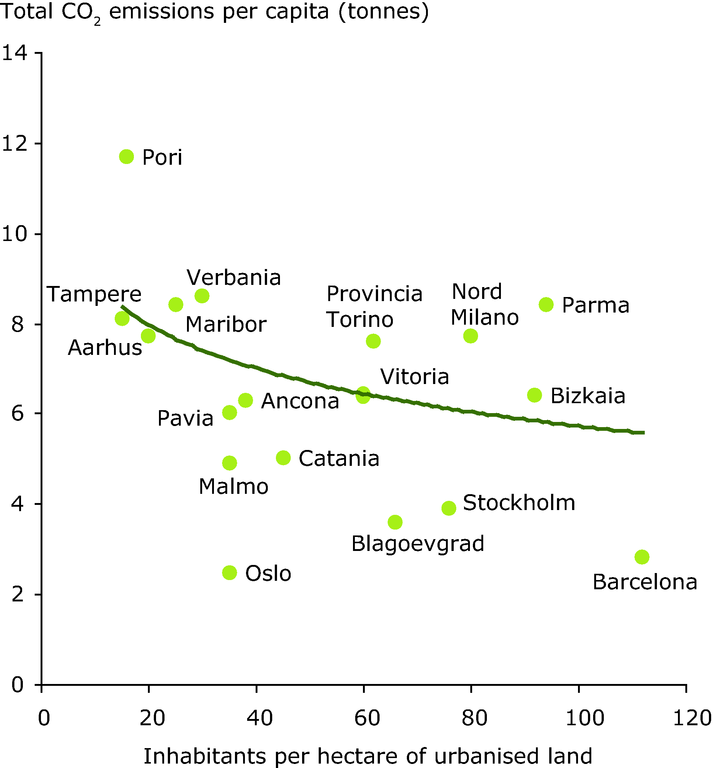 Total CO₂ emissions per capita (tonnes)
14
12
Pori
10
Verbania
Provincia
Torino
Nord
Milano
Tampere
Parma
Maribor
8
Aarhus
Vitoria
Bizkaia
Ancona
6
Pavia
Catania
Malmo
Stockholm
4
Blagoevgrad
Oslo
Barcelona
2
0
0 20 40 60 80 100 120
Inhabitants per hectare of urbanised land